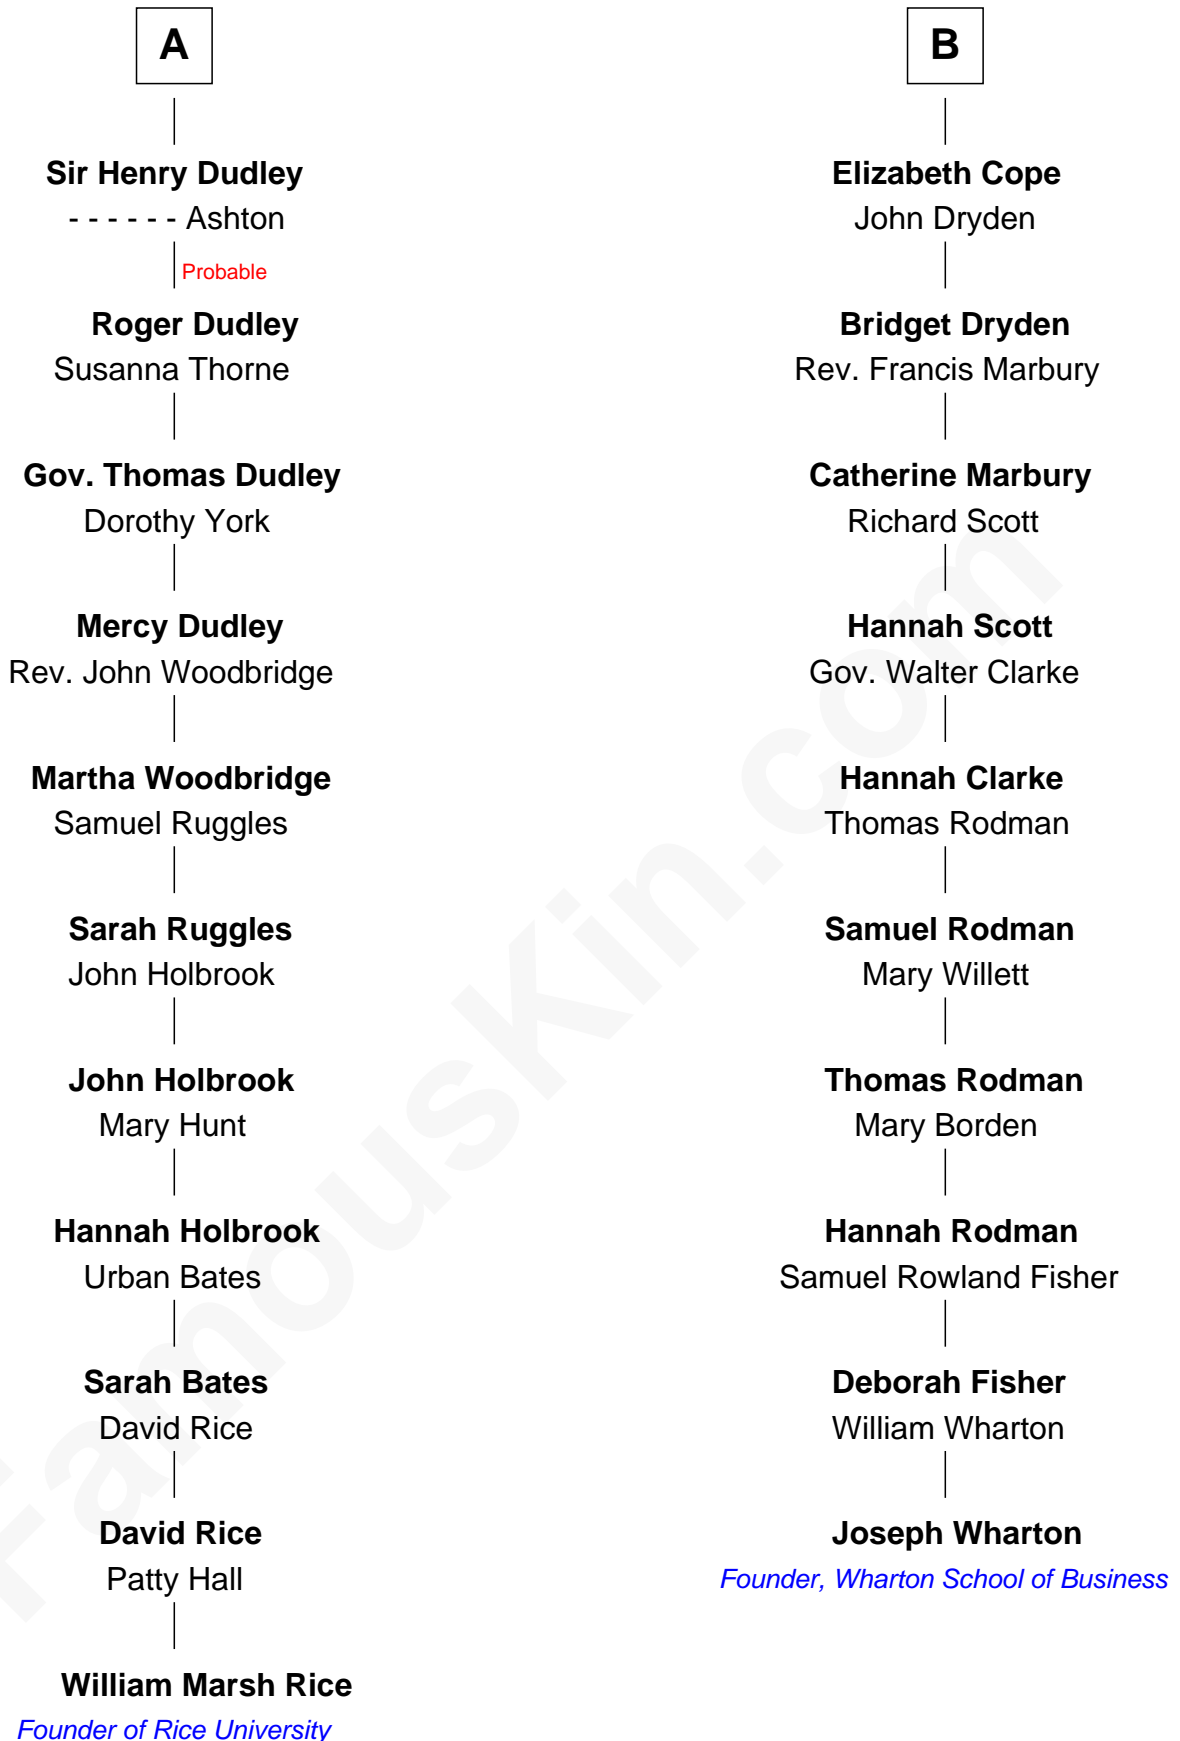 A
Sir Henry Dudley
- - - - - - Ashton
Probable
Roger Dudley
Susanna Thorne
Gov. Thomas Dudley
Dorothy York
Mercy Dudley
Rev. John Woodbridge
Martha Woodbridge
Samuel Ruggles
Sarah Ruggles
John Holbrook
John Holbrook
Mary Hunt
Hannah Holbrook
Urban Bates
Sarah Bates
David Rice
David Rice
Patty Hall
William Marsh Rice
Founder of Rice University
B
Elizabeth Cope
John Dryden
Bridget Dryden
Rev. Francis Marbury
Catherine Marbury
Richard Scott
Hannah Scott
Gov. Walter Clarke
Hannah Clarke
Thomas Rodman
Samuel Rodman
Mary Willett
Thomas Rodman
Mary Borden
Hannah Rodman
Samuel Rowland Fisher
Deborah Fisher
William Wharton
Joseph Wharton
Founder, Wharton School of Business
FamousKin.com